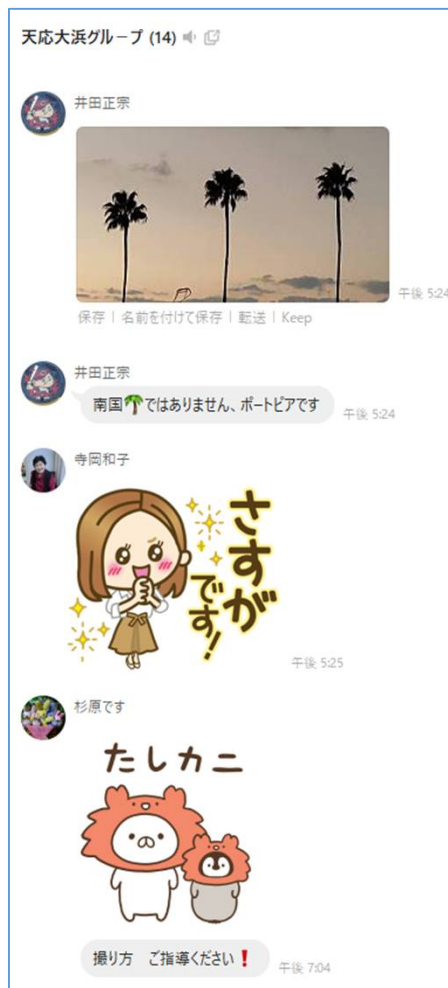 天応大浜グループ (14)
井田正宗
午後 5:24
保存 | 名前を付けて保存 | 転送 | Keep
井田正宗
南国🌴ではありません、ポートピアです
午後 5:24
寺岡和子
さすが
です!
午後 5:25
杉原です
たしカニ
撮り方　ご指導ください❗
午後 7:04